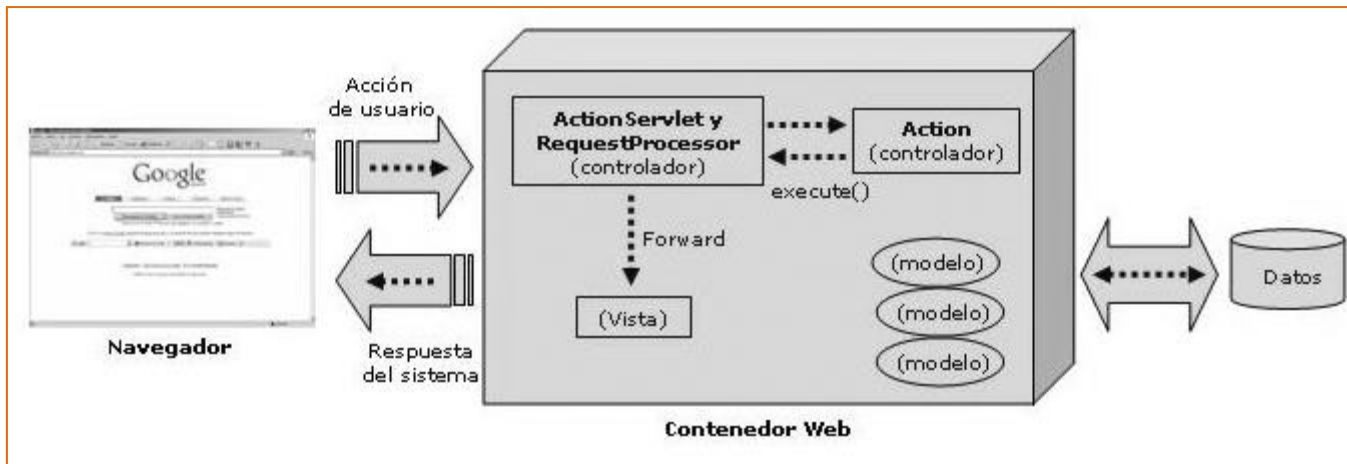 Acción
de usuario
Google
Navegador
Respuesta
del sistema
ActionServlet y
RequestProcessor
(controlador)
Action
(controlador)
execute()
Forward
(Vista)
(modelo)
(modelo)
(modelo)
Datos
Contenedor Web